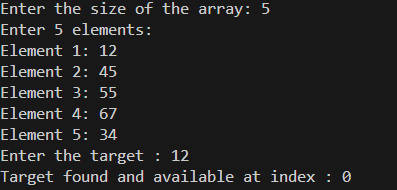 Enter the size of the array: 5
Enter 5 elements:
Element 1: 12
Element 2: 45
Element 3: 55
Element 4: 67
Element 5: 34
Enter the target : 12
Target found and available at index : 0